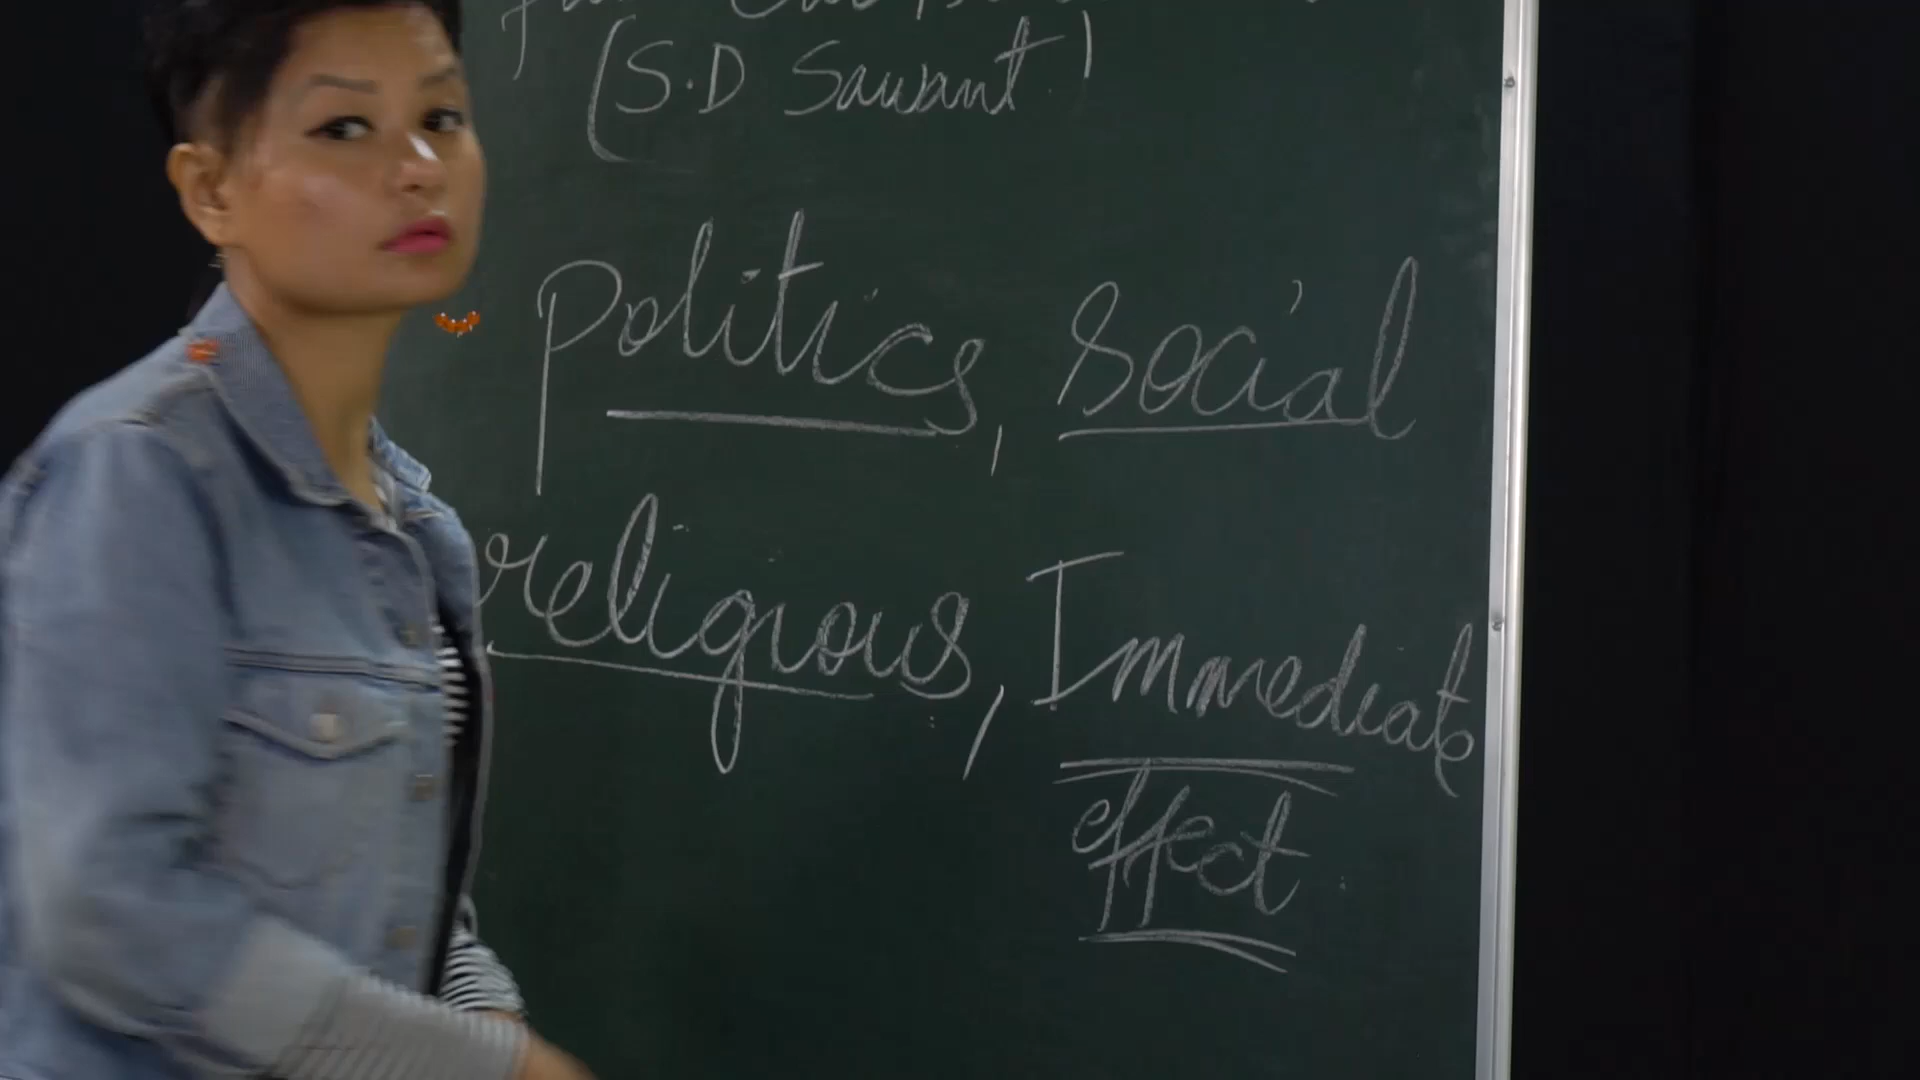 (S.D Sawant)
Politics, Social
religious, Immediate
effect